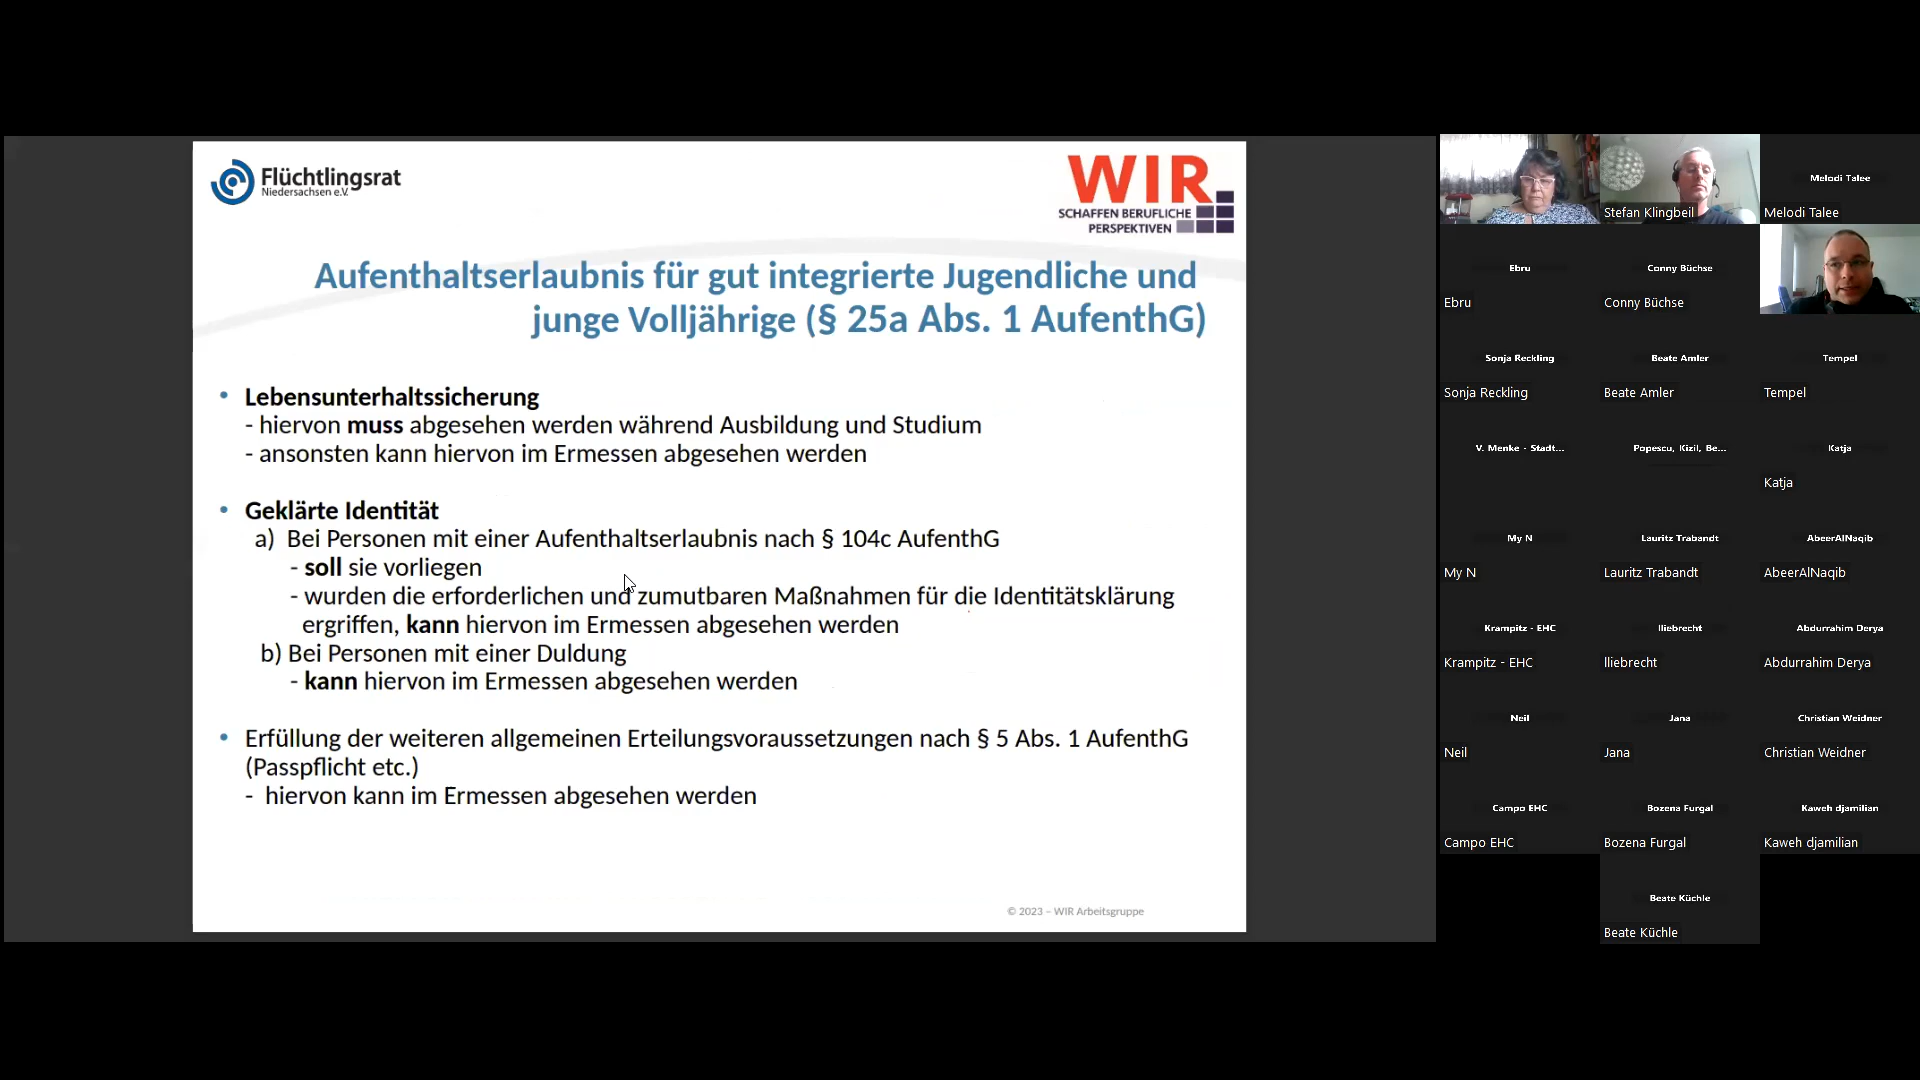 Flüchtlingsrat
Niedersachsen e.V.
WIR
SCHAFFEN BERUFLICHE
PERSPEKTIVEN
Aufenthaltserlaubnis für gut integrierte Jugendliche und
junge Volljährige (§ 25a Abs. 1 AufenthG)
• Lebensunterhaltssicherung
- hiervon muss abgesehen werden während Ausbildung und Studium
- ansonsten kann hiervon im Ermessen abgesehen werden
• Geklärte Identität
a) Bei Personen mit einer Aufenthaltserlaubnis nach § 104c AufenthG
- soll sie vorliegen
- wurden die erforderlichen und zumutbaren Maßnahmen für die Identitätsklärung
ergriffen, kann hiervon im Ermessen abgesehen werden
b) Bei Personen mit einer Duldung
- kann hiervon im Ermessen abgesehen werden
• Erfüllung der weiteren allgemeinen Erteilungsvoraussetzungen nach § 5 Abs. 1 AufenthG
(Passpflicht etc.)
- hiervon kann im Ermessen abgesehen werden
© 2023 – WIR Arbeitsgruppe
Stefan Klingbeil
Melodi Talee
Melodi Talee
Ebru
Ebru
Conny Büchse
Conny Büchse
Sonja Reckling
Sonja Reckling
Beate Amler
Beate Amler
Tempel
Tempel
V. Menke - Stadt...
Popescu, Kizil, Be...
Katja
Katja
My N
My N
Lauritz Trabandt
Lauritz Trabandt
AbeerAlNaqib
AbeerAlNaqib
Krampitz - EHC
Krampitz - EHC
lliebrecht
lliebrecht
Abdurrahim Derya
Abdurrahim Derya
Neil
Neil
Jana
Jana
Christian Weidner
Christian Weidner
Campo EHC
Campo EHC
Bozena Furgal
Bozena Furgal
Kaweh djamilian
Kaweh djamilian
Beate Küchle
Beate Küchle